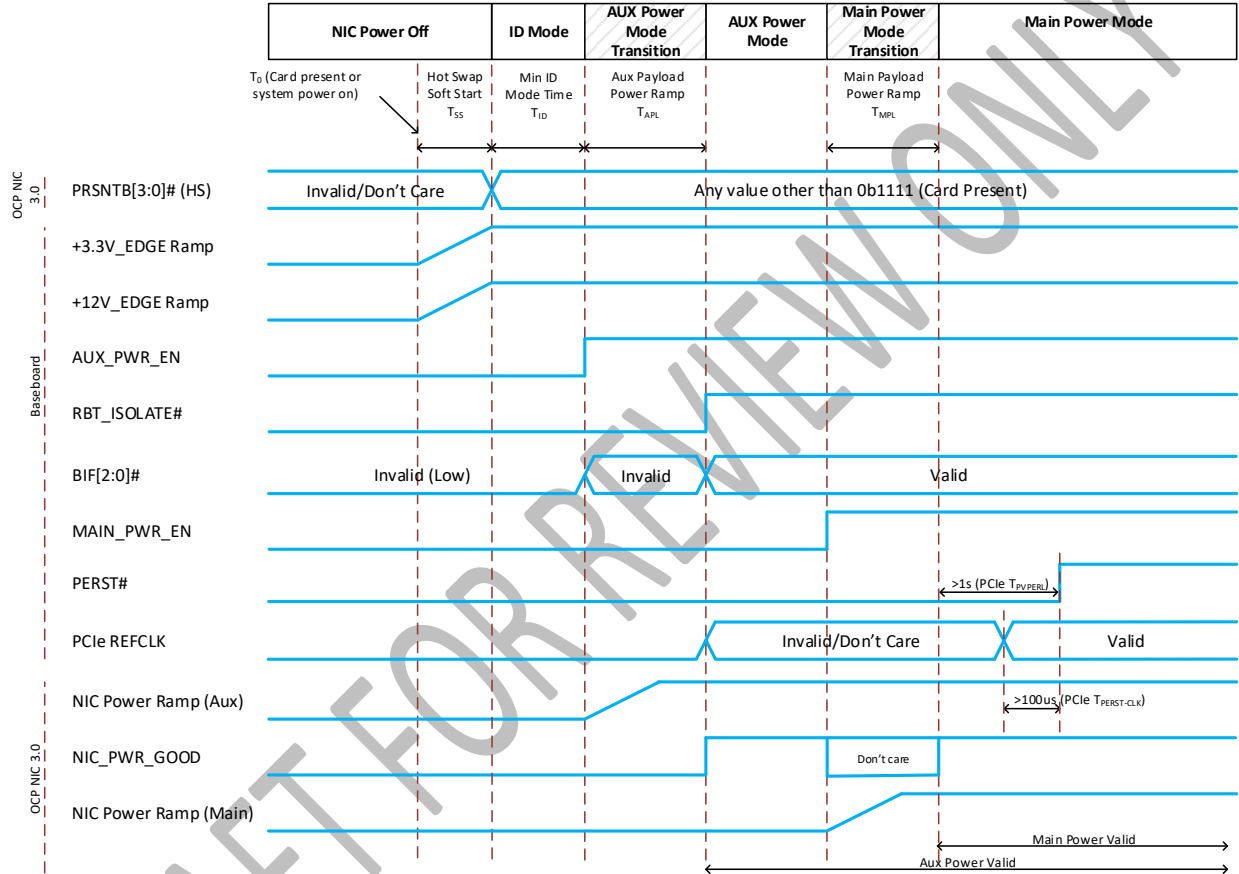 NIC Power Off
ID Mode
AUX Power
Mode
Transition
AUX Power
Mode
Main Power
Mode
Transition
Main Power Mode
T0 (Card present or
system power on)
Hot Swap
Soft Start
TSS
Min ID
Mode Time
TID
Aux Payload
Power Ramp
TAPL
Main Payload
Power Ramp
TMPL
OCP NIC
3.0
PRSNTB[3:0]# (HS)
Invalid/Don't Care
Any value other than 0b1111 (Card Present)
Baseboard
+3.3V_EDGE Ramp
+12V_EDGE Ramp
AUX_PWR_EN
RBT_ISOLATE#
BIF[2:0]#
Invalid (Low)
Invalid
Valid
MAIN_PWR_EN
PERST#
>1s (PCIe TPVPERL)
PCIe REFCLK
Invalid/Don't Care
Valid
OCP NIC 3.0
NIC Power Ramp (Aux)
>100us (PCIe TPERST-CLK)
NIC_PWR_GOOD
Don't care
NIC Power Ramp (Main)
Main Power Valid
Aux Power Valid
FT FOR REVIEW ONLY